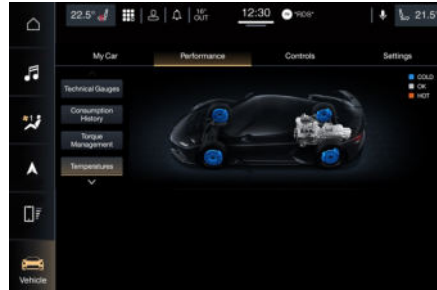 22.5°
16°
OUT
12:30
"RDS"
21.5°
My Car
Performance
Controls
Settings
Technical Gauges
Consumption
History
Torque
Management
Temperatures
COLD
OK
HOT
Vehicle